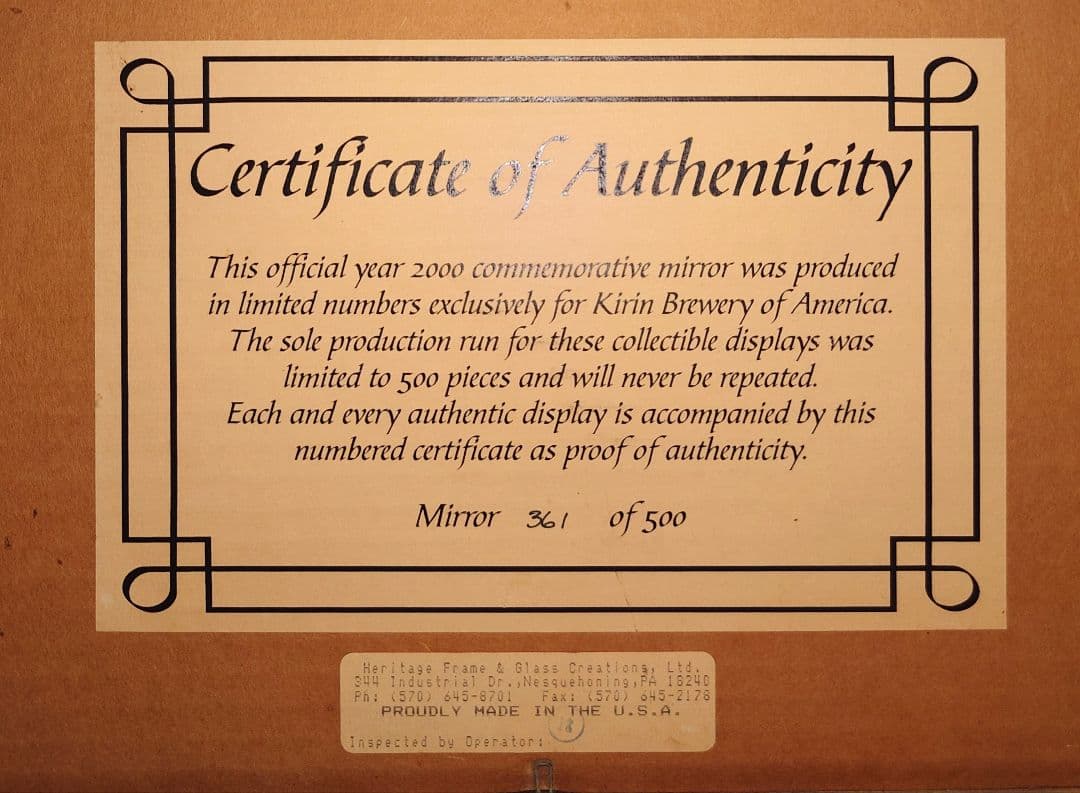 Certificate of Authenticity
This official year 2000 commemorative mirror was produced
in limited numbers exclusively for Kirin Brewery of America.
The sole production run for these collectible displays was
limited to 500 pieces and will never be repeated.
Each and every authentic display is accompanied by this
numbered certificate as proof of authenticity.
Mirror 361 of 500
Heritage Frame & Glass Creations, Ltd.
344 Industrial Dr.,Nesquehoning,PA 18240
Ph: (570) 645-8701 Fax: (570) 645-2178
PROUDLY MADE IN THE U.S.A.
Inspected by Operator: